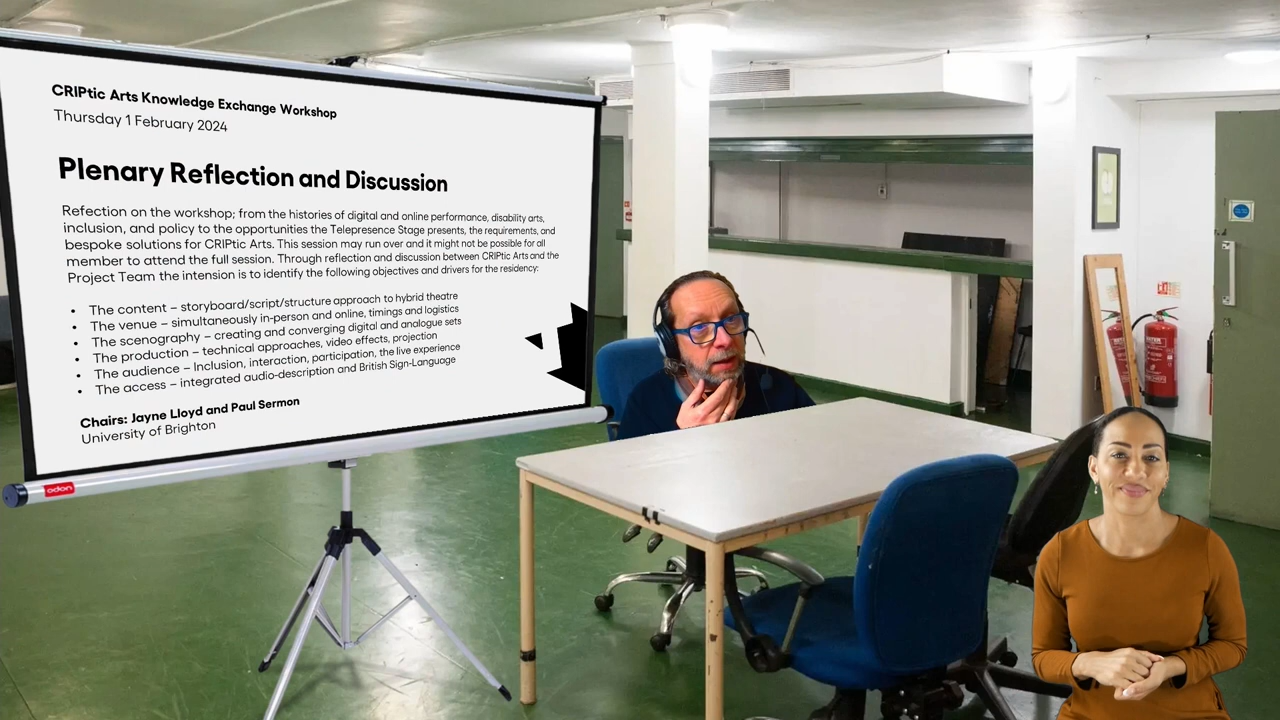 CRIPtic Arts Knowledge Exchange Workshop
Thursday 1 February 2024
Plenary Reflection and Discussion
Refection on the workshop; from the histories of digital and online performance, disability arts,
inclusion, and policy to the opportunities the Telepresence Stage presents, the requirements, and
bespoke solutions for CRIPtic Arts. This session may run over and it might not be possible for all
member to attend the full session. Through reflection and discussion between CRIPtic Arts and the
Project Team the intension is to identify the following objectives and drivers for the residency:
• The content – storyboard/script/structure approach to hybrid theatre
• The venue – simultaneously in-person and online, timings and logistics
• The scenography – creating and converging digital and analogue sets
• The production – technical approaches, video effects, projection
• The audience – Inclusion, interaction, participation, the live experience
• The access – integrated audio-description and British Sign-Language
Chairs: Jayne Lloyd and Paul Sermon
University of Brighton
odon